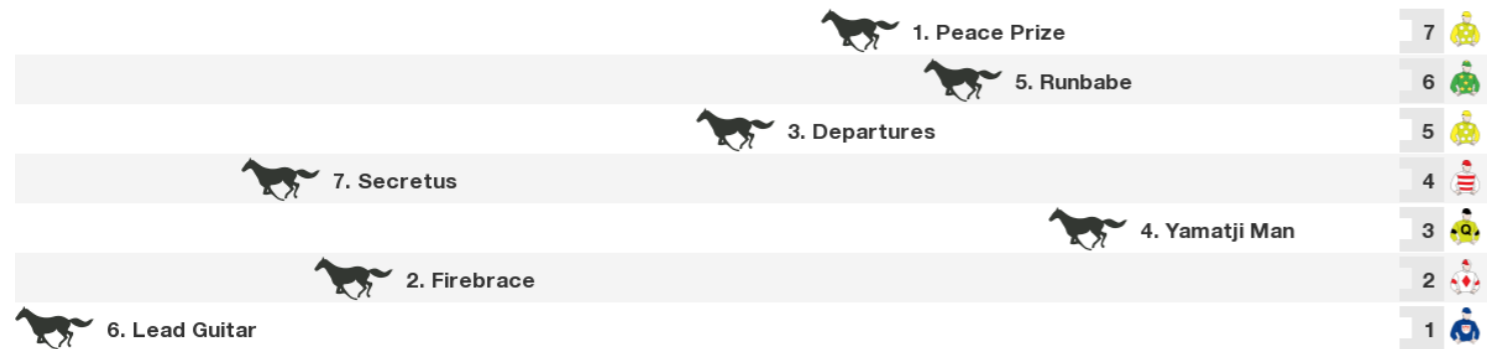 1. Peace Prize 7
5. Runbabe 6
3. Departures 5
7. Secretus 4
4. Yamatji Man 3 Q
2. Firebrace 2
6. Lead Guitar 1